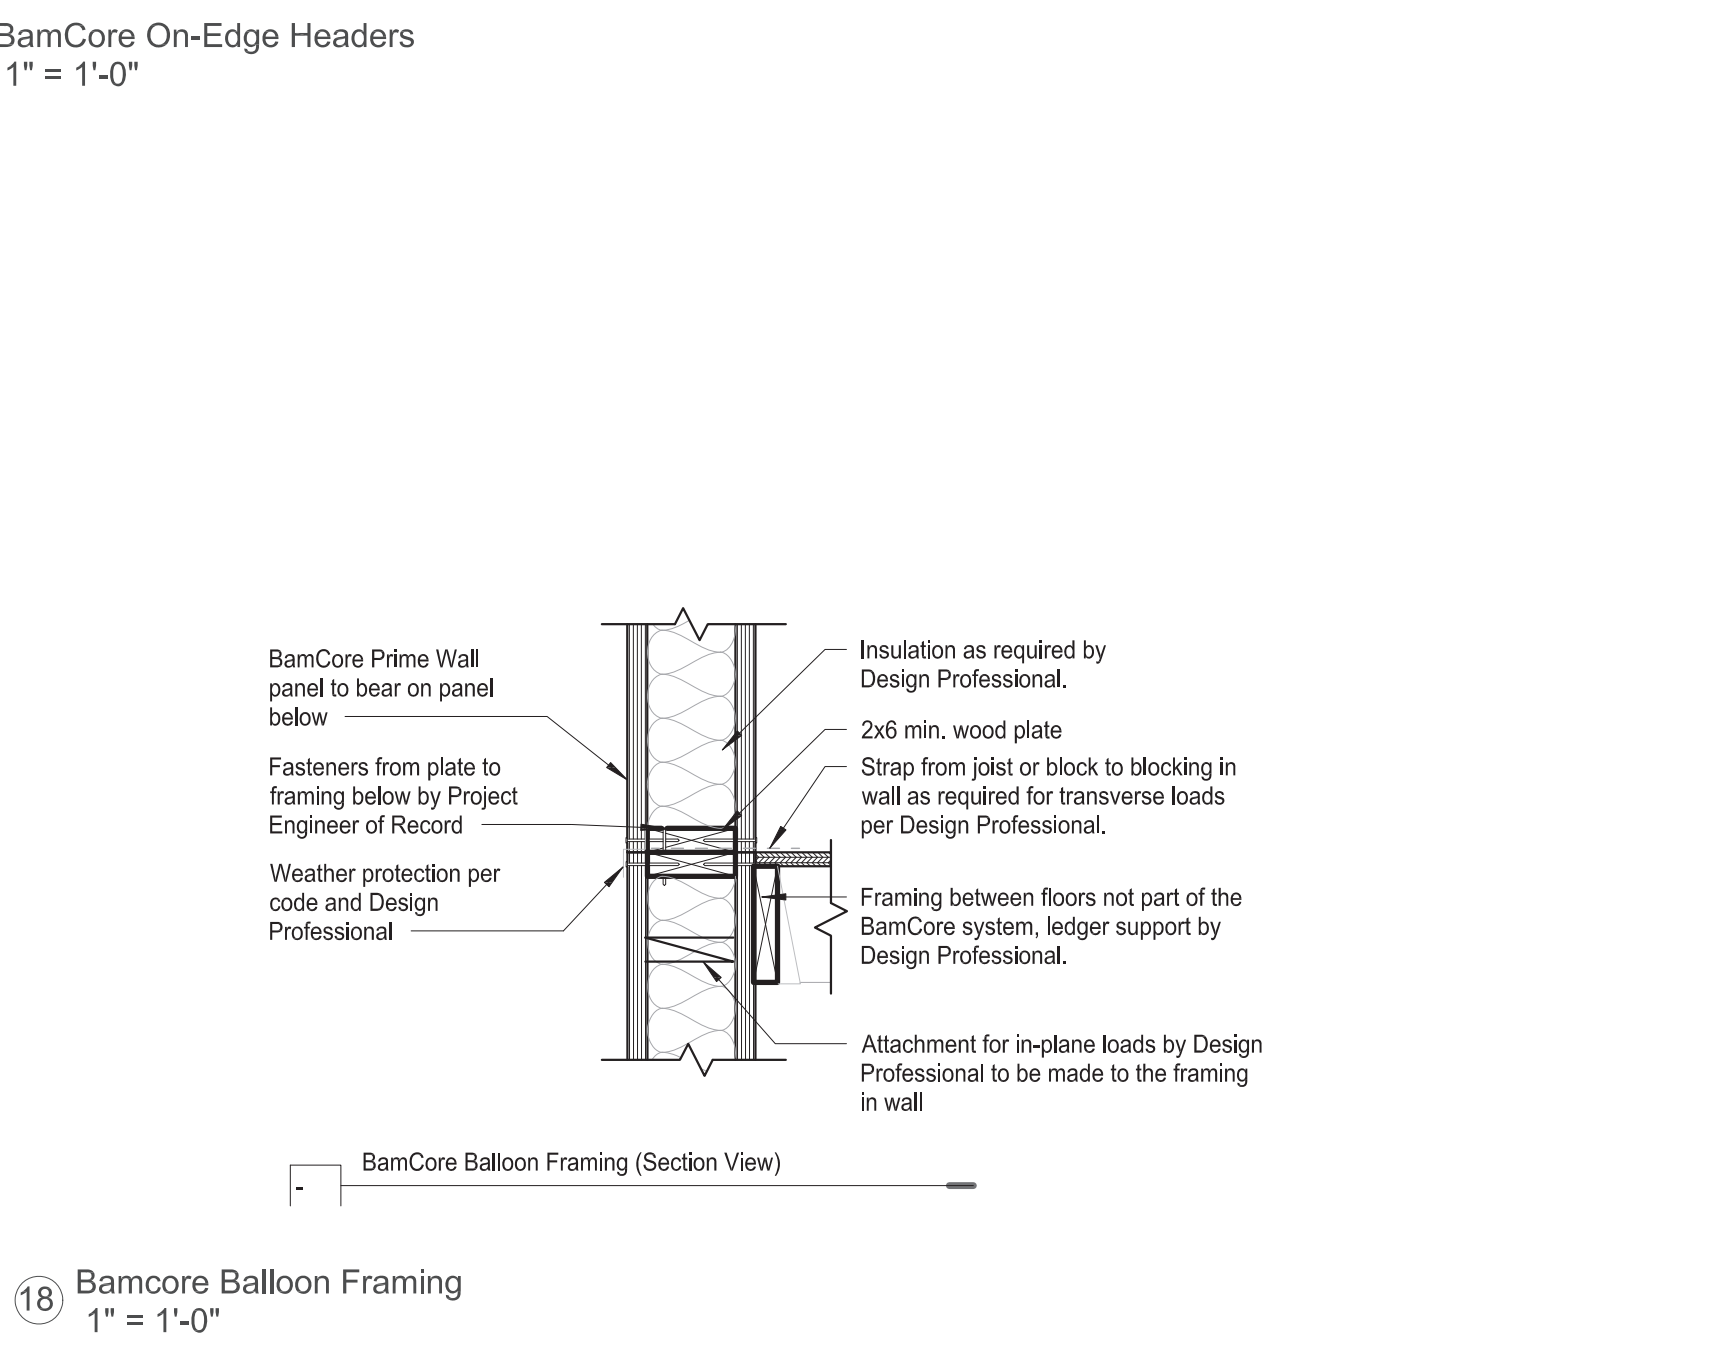 BamCore On-Edge Headers
1" = 1'-0"
BamCore Prime Wall
panel to bear on panel
below
Fasteners from plate to
framing below by Project
Engineer of Record
Weather protection per
code and Design
Professional
Insulation as required by
Design Professional.
2x6 min. wood plate
Strap from joist or block to blocking in
wall as required for transverse loads
per Design Professional.
Framing between floors not part of the
BamCore system, ledger support by
Design Professional.
Attachment for in-plane loads by Design
Professional to be made to the framing
in wall
BamCore Balloon Framing (Section View)
-
18
Bamcore Balloon Framing
1" = 1'-0"